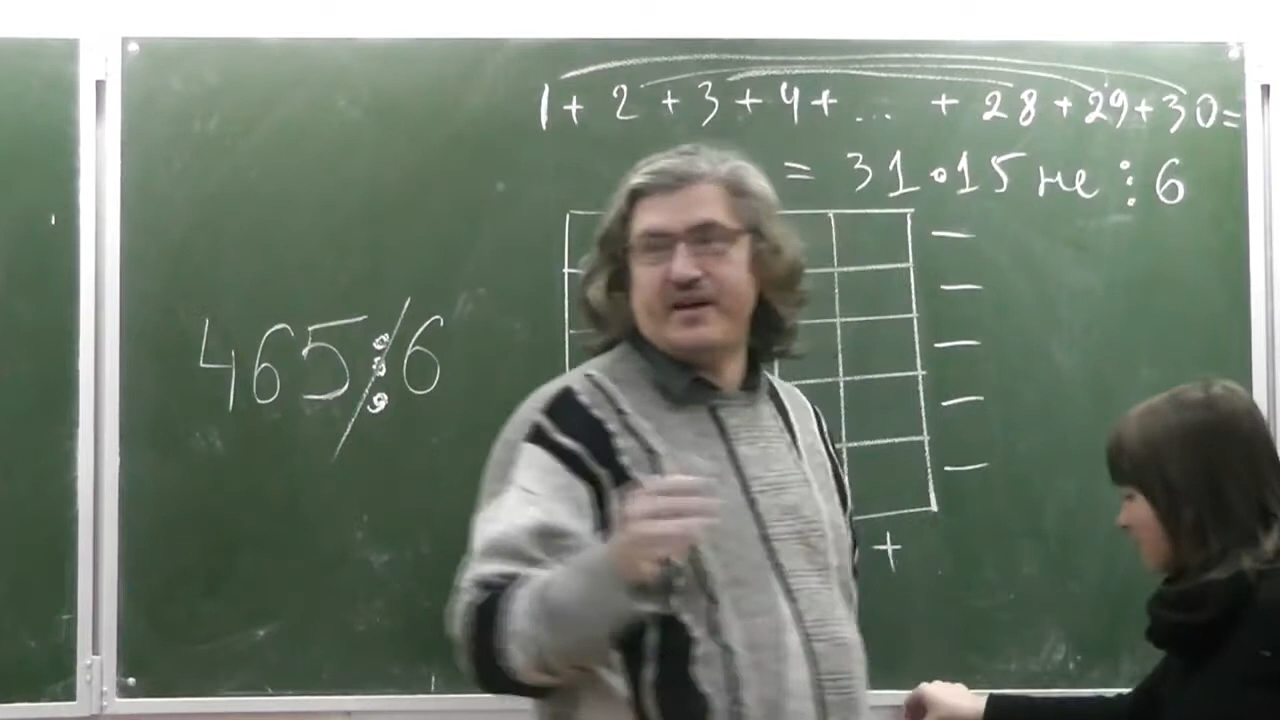 1 + 2 + 3 + 4 + ... + 28 + 29 + 30 =
= 31 · 15 не ⋮ 6
465 ⋮̸ 6
—
—
—
—
—
+